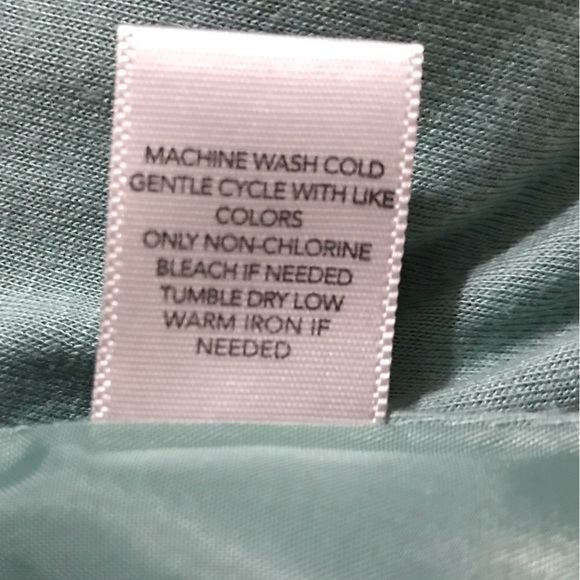 MACHINE WASH COLD
GENTLE CYCLE WITH LIKE
COLORS
ONLY NON-CHLORINE
BLEACH IF NEEDED
TUMBLE DRY LOW
WARM IRON IF
NEEDED